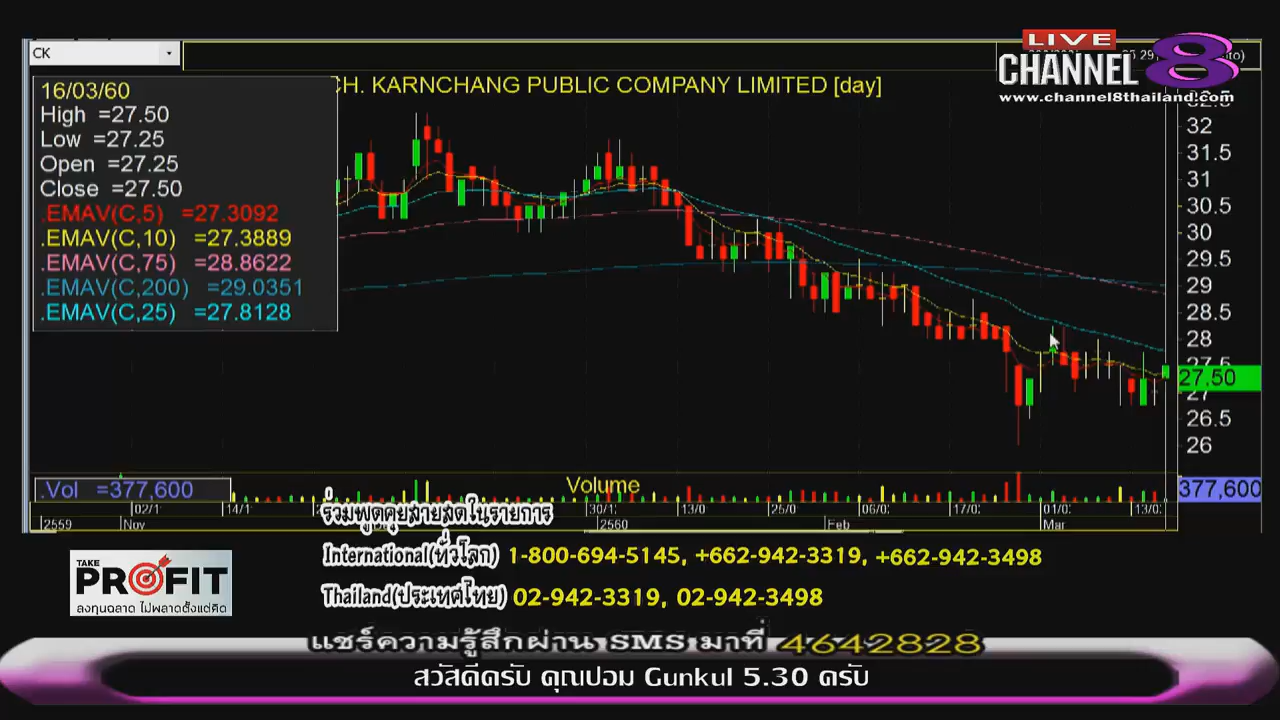 CK
LIVE
CHANNEL 8
www.channel8thailand.com
CH. KARNCHANG PUBLIC COMPANY LIMITED [day]
16/03/60
High =27.50
Low =27.25
Open =27.25
Close =27.50
.EMAV(C,5) =27.3092
.EMAV(C,10) =27.3889
.EMAV(C,75) =28.8622
.EMAV(C,200) =29.0351
.EMAV(C,25) =27.8128
32.5
32
31.5
31
30.5
30
29.5
29
28.5
28
27.5
27.50
27
26.5
26
.Vol =377,600
Volume
377,600
02/1 14/1 30/1 13/0 25/0 06/0 17/0 01/0 13/0
2559 Nov 2560 Feb Mar
ร่วมพูดคุยสายสดในรายการ
International(ทั่วโลก) 1-800-694-5145, +662-942-3319, +662-942-3498
Thailand(ประเทศไทย) 02-942-3319, 02-942-3498
TAKE
PROFIT
ลงทุนฉลาด ไม่พลาดตั้งแต่คิด
แชร์ความรู้สึกผ่าน SMS มาที่ 4642828
สวัสดีครับ คุณปอม Gunkul 5.30 ครับ